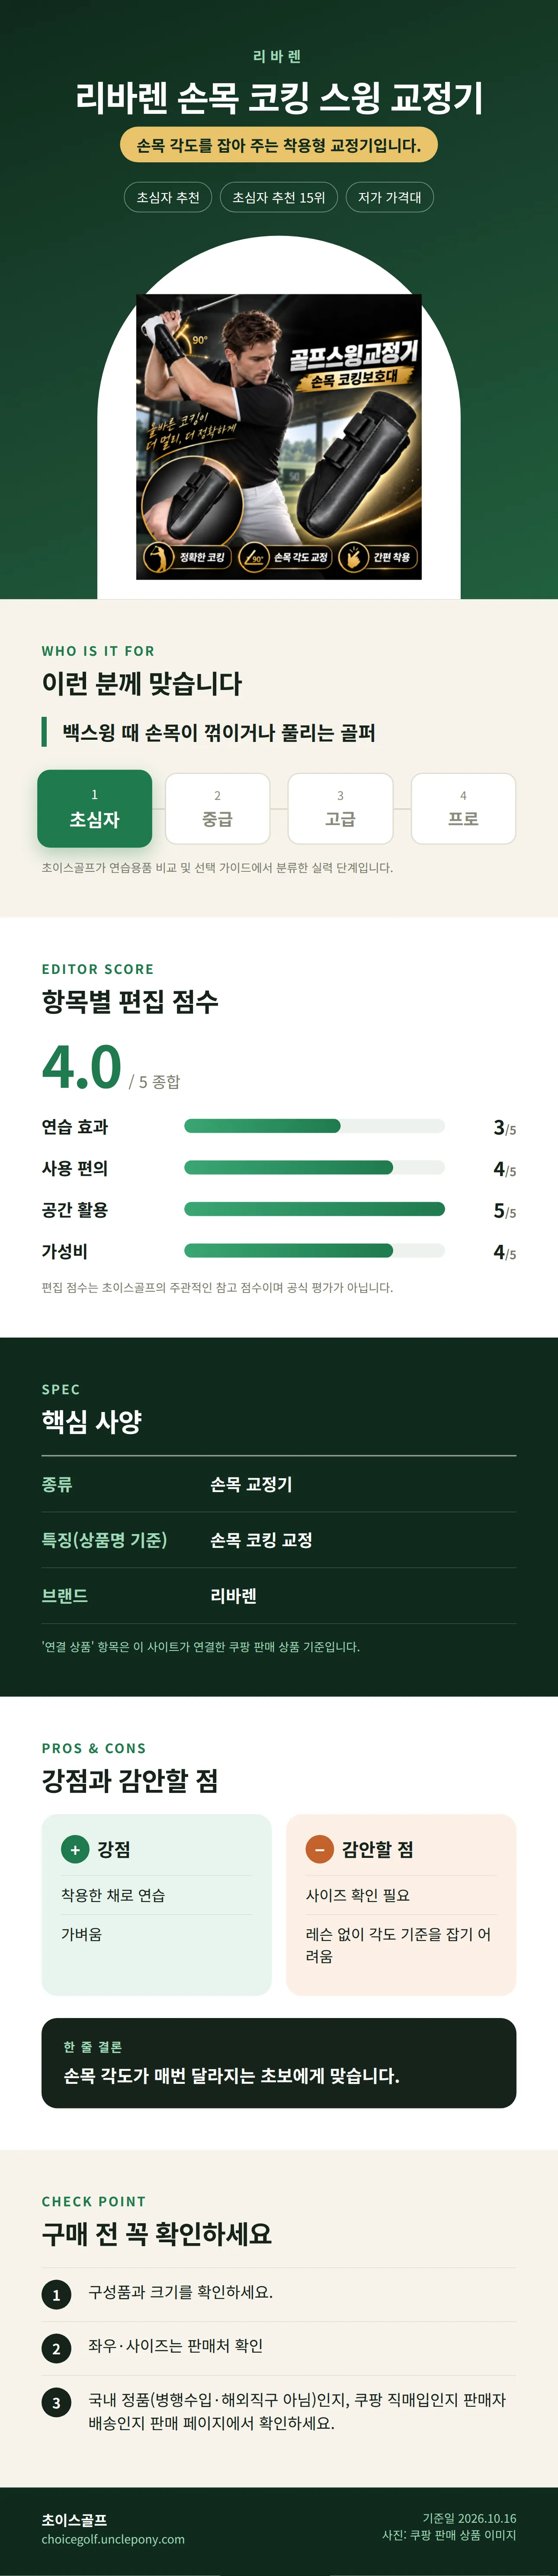 리바렌
리바렌 손목 코킹 스윙 교정기
손목 각도를 잡아 주는 착용형 교정기입니다.
초심자 추천
초심자 추천 15위
저가 가격대
90°
골프스윙교정기
손목 코킹보호대
올바른 코킹이
더 멀리, 더 정확하게
50
정확한 코킹
90°
손목 각도 교정
간편 착용
WHO IS IT FOR
이런 분께 맞습니다
백스윙 때 손목이 꺾이거나 풀리는 골퍼
1
초심자
2
중급
3
고급
4
프로
초이스골프가 연습용품 비교 및 선택 가이드에서 분류한 실력 단계입니다.
EDITOR SCORE
항목별 편집 점수
4.0 / 5 종합
연습 효과 3/5
사용 편의 4/5
공간 활용 5/5
가성비 4/5
편집 점수는 초이스골프의 주관적인 참고 점수이며 공식 평가가 아닙니다.
SPEC
핵심 사양
종류 손목 교정기
특징(상품명 기준) 손목 코킹 교정
브랜드 리바렌
'연결 상품' 항목은 이 사이트가 연결한 쿠팡 판매 상품 기준입니다.
PROS & CONS
강점과 감안할 점
+ 강점
착용한 채로 연습
가벼움
− 감안할 점
사이즈 확인 필요
레슨 없이 각도 기준을 잡기 어
려움
한 줄 결론
손목 각도가 매번 달라지는 초보에게 맞습니다.
CHECK POINT
구매 전 꼭 확인하세요
1 구성품과 크기를 확인하세요.
2 좌우·사이즈는 판매처 확인
3 국내 정품(병행수입·해외직구 아님)인지, 쿠팡 직매입인지 판매자
배송인지 판매 페이지에서 확인하세요.
초이스골프
choicegolf.unclepony.com
기준일 2026.10.16
사진: 쿠팡 판매 상품 이미지